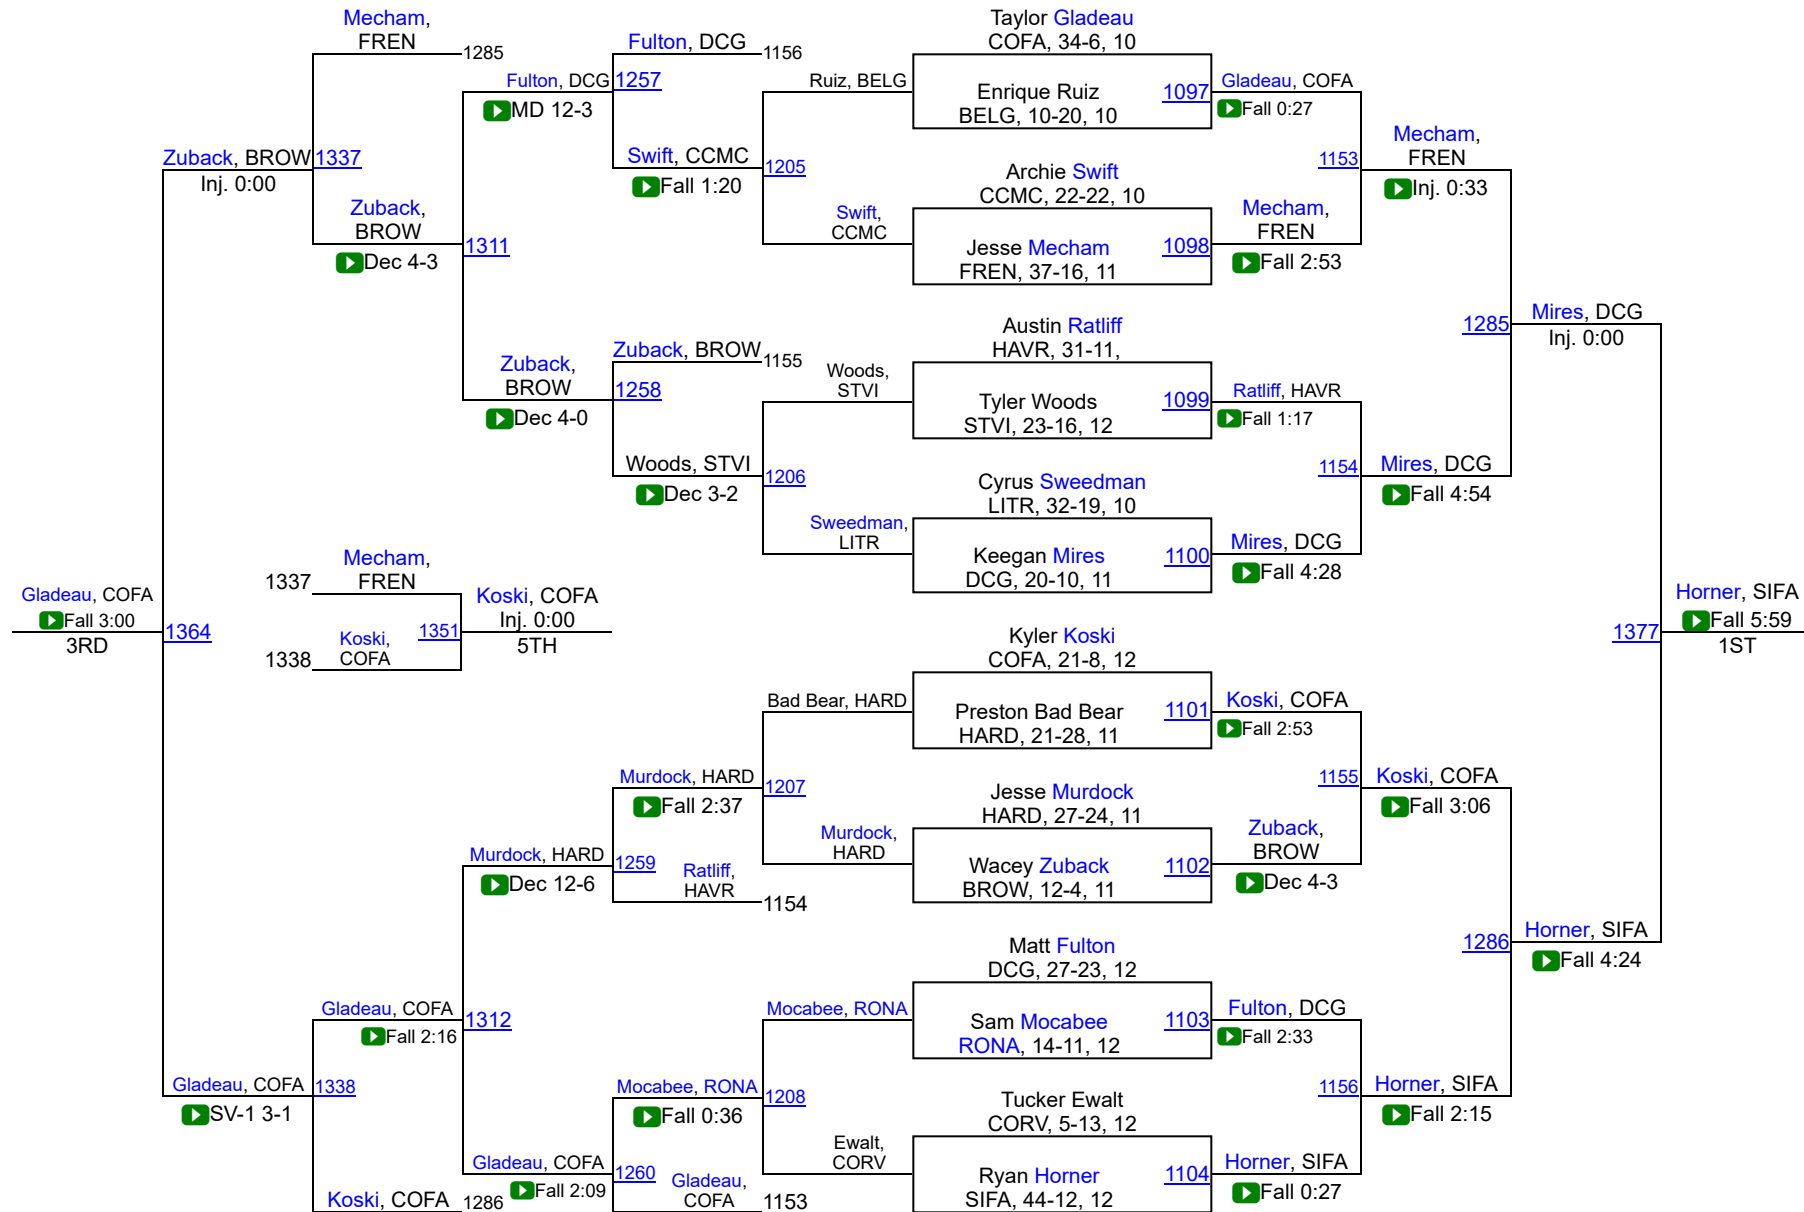 Mecham,
FREN
1285
Fulton, DCG
1156
Taylor Gladeau
COFA, 34-6, 10
Fulton, DCG
1257
MD 12-3
Ruiz, BELG
Enrique Ruiz
BELG, 10-20, 10
1097
Gladeau, COFA
Fall 0:27
Mecham,
FREN
Inj. 0:33
1153
Zuback, BROW
1337
Inj. 0:00
Swift, CCMC
1205
Fall 1:20
Archie Swift
CCMC, 22-22, 10
Zuback,
BROW
Dec 4-3
1311
Swift,
CCMC
Jesse Mecham
FREN, 37-16, 11
1098
Mecham,
FREN
Fall 2:53
1285
Mires, DCG
Inj. 0:00
Zuback, BROW
1155
Austin Ratliff
HAVR, 31-11,
Zuback,
BROW
Dec 4-0
1258
Woods,
STVI
Tyler Woods
STVI, 23-16, 12
1099
Ratliff, HAVR
Fall 1:17
Woods, STVI
1206
Dec 3-2
1154
Mires, DCG
Fall 4:54
Cyrus Sweedman
LITR, 32-19, 10
Sweedman,
LITR
Keegan Mires
DCG, 20-10, 11
1100
Mires, DCG
Fall 4:28
1337
Mecham,
FREN
Gladeau, COFA
Fall 3:00
3RD
1364
1338
Koski,
COFA
1351
Koski, COFA
Inj. 0:00
5TH
1377
Horner, SIFA
Fall 5:59
1ST
Kyler Koski
COFA, 21-8, 12
Bad Bear, HARD
Preston Bad Bear
HARD, 21-28, 11
1101
Koski, COFA
Fall 2:53
Murdock, HARD
1207
Fall 2:37
1155
Koski, COFA
Fall 3:06
Jesse Murdock
HARD, 27-24, 11
Murdock, HARD
Dec 12-6
1259
Ratliff,
HAVR
1154
Murdock,
HARD
Wacey Zuback
BROW, 12-4, 11
1102
Zuback,
BROW
Dec 4-3
1286
Horner, SIFA
Fall 4:24
Matt Fulton
DCG, 27-23, 12
Gladeau, COFA
Fall 2:16
1312
Mocabee, RONA
Sam Mocabee
RONA, 14-11, 12
1103
Fulton, DCG
Fall 2:33
Gladeau, COFA
1338
SV-1 3-1
Mocabee, RONA
1208
Fall 0:36
1156
Horner, SIFA
Fall 2:15
Tucker Ewalt
CORV, 5-13, 12
Gladeau, COFA
Fall 2:09
1260
Gladeau,
COFA
1153
Ewalt,
CORV
Ryan Horner
SIFA, 44-12, 12
1104
Horner, SIFA
Fall 0:27
Koski, COFA
1286